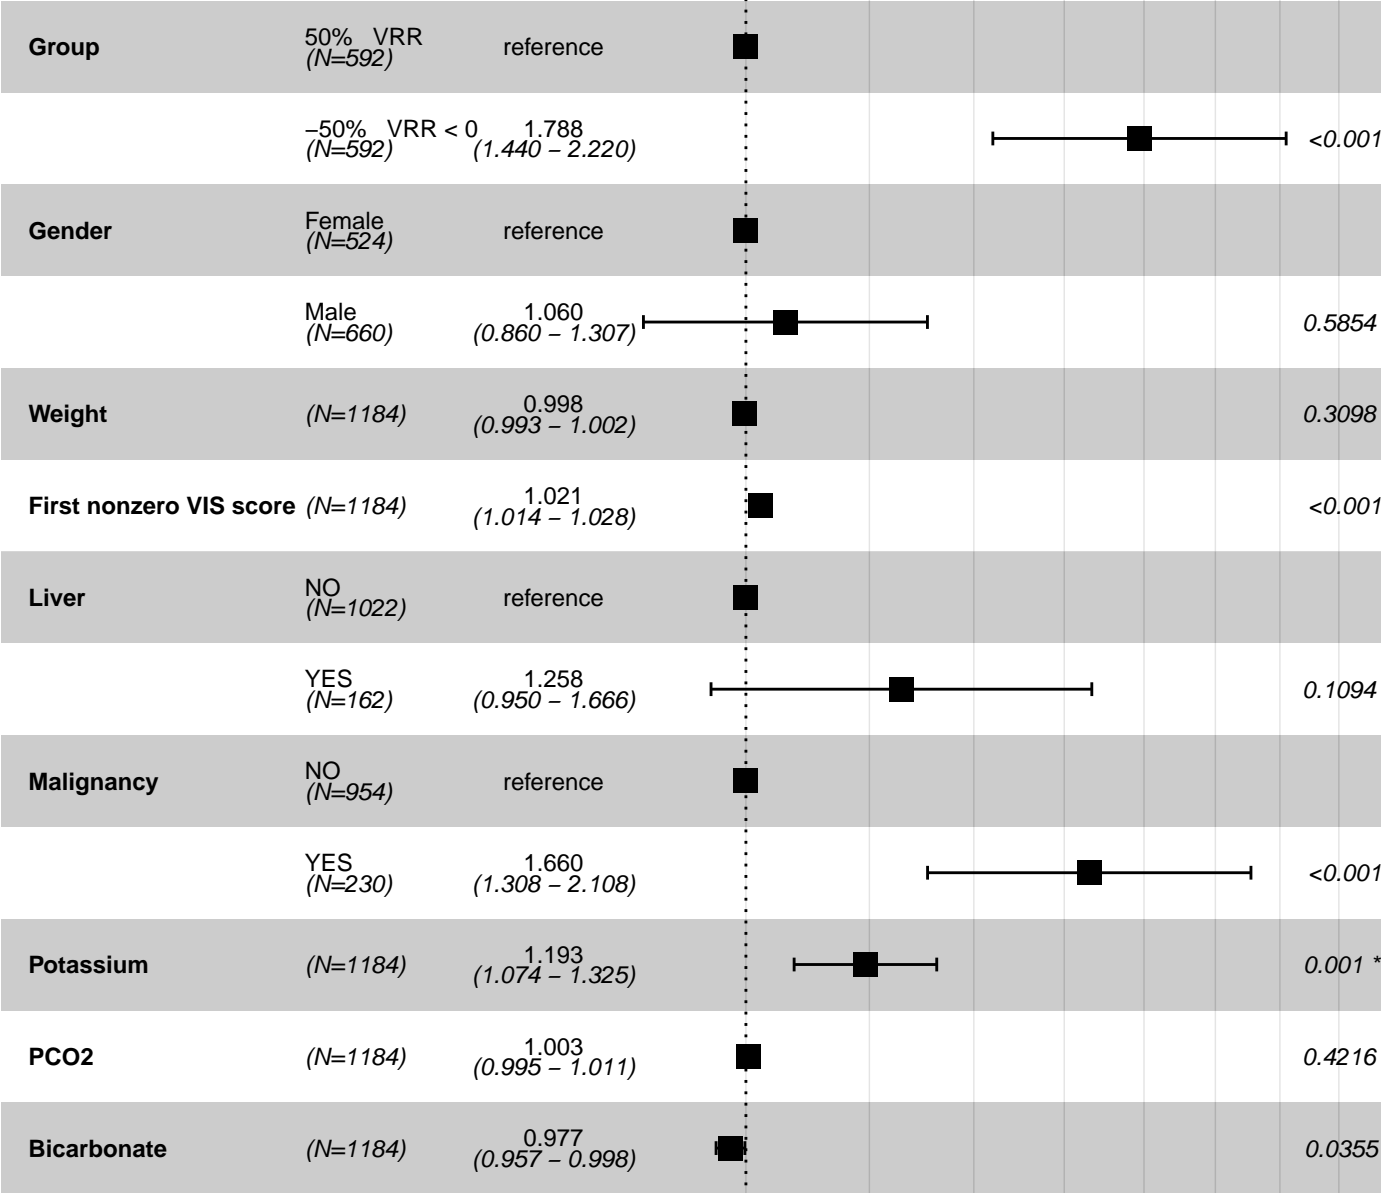 Group 50% VRR reference
(N=592)
−50% VRR < 0 1.788 <0.001
(N=592) (1.440 − 2.220)
Gender Female reference
(N=524)
Male 1.060 0.5854
(N=660) (0.860 − 1.307)
Weight (N=1184) 0.998 0.3098
(0.993 − 1.002)
First nonzero VIS score (N=1184) 1.021 <0.001
(1.014 − 1.028)
Liver NO reference
(N=1022)
YES 1.258 0.1094
(N=162) (0.950 − 1.666)
Malignancy NO reference
(N=954)
YES 1.660 <0.001
(N=230) (1.308 − 2.108)
Potassium (N=1184) 1.193 0.001 *
(1.074 − 1.325)
PCO2 (N=1184) 1.003 0.4216
(0.995 − 1.011)
Bicarbonate (N=1184) 0.977 0.0355
(0.957 − 0.998)